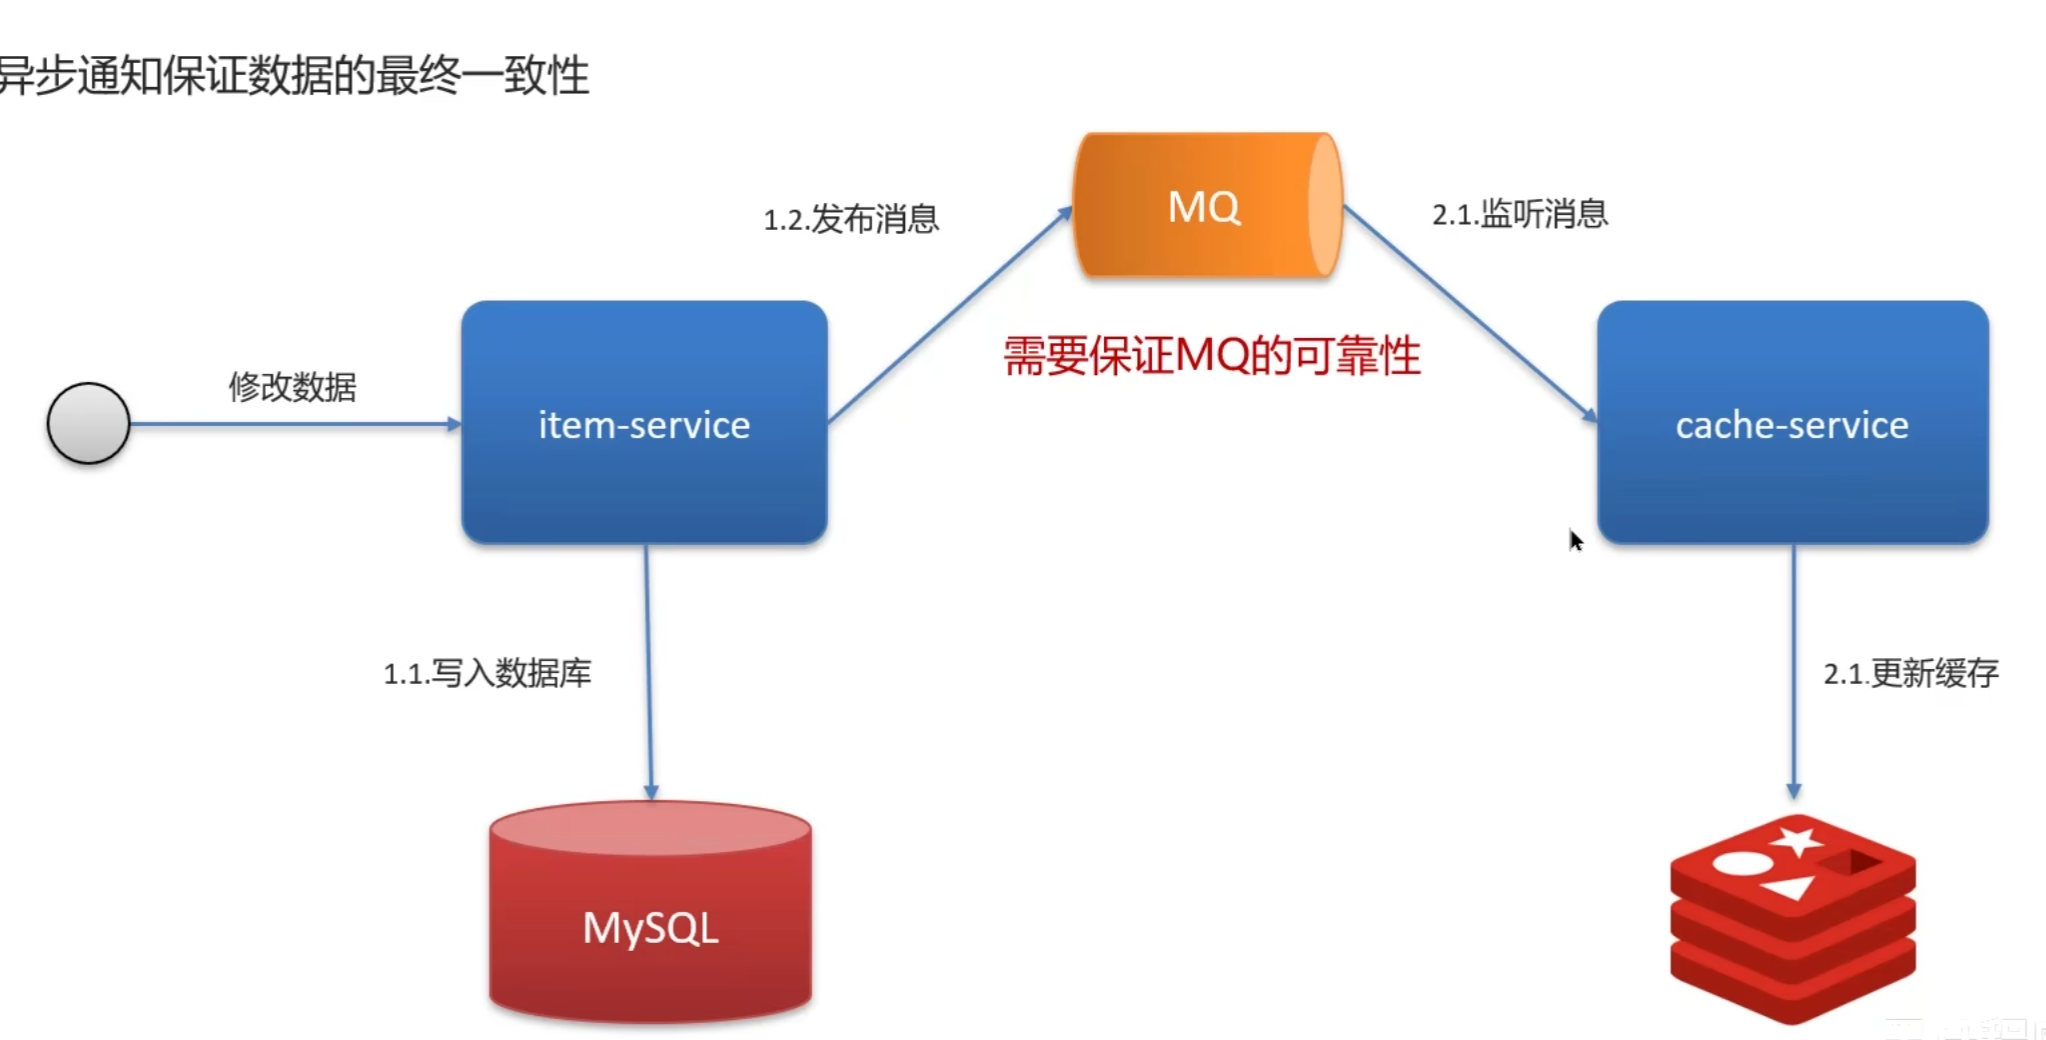 异步通知保证数据的最终一致性
MQ
1.2.发布消息
2.1.监听消息
需要保证MQ的可靠性
修改数据
item-service
cache-service
1.1.写入数据库
2.1.更新缓存
MySQL